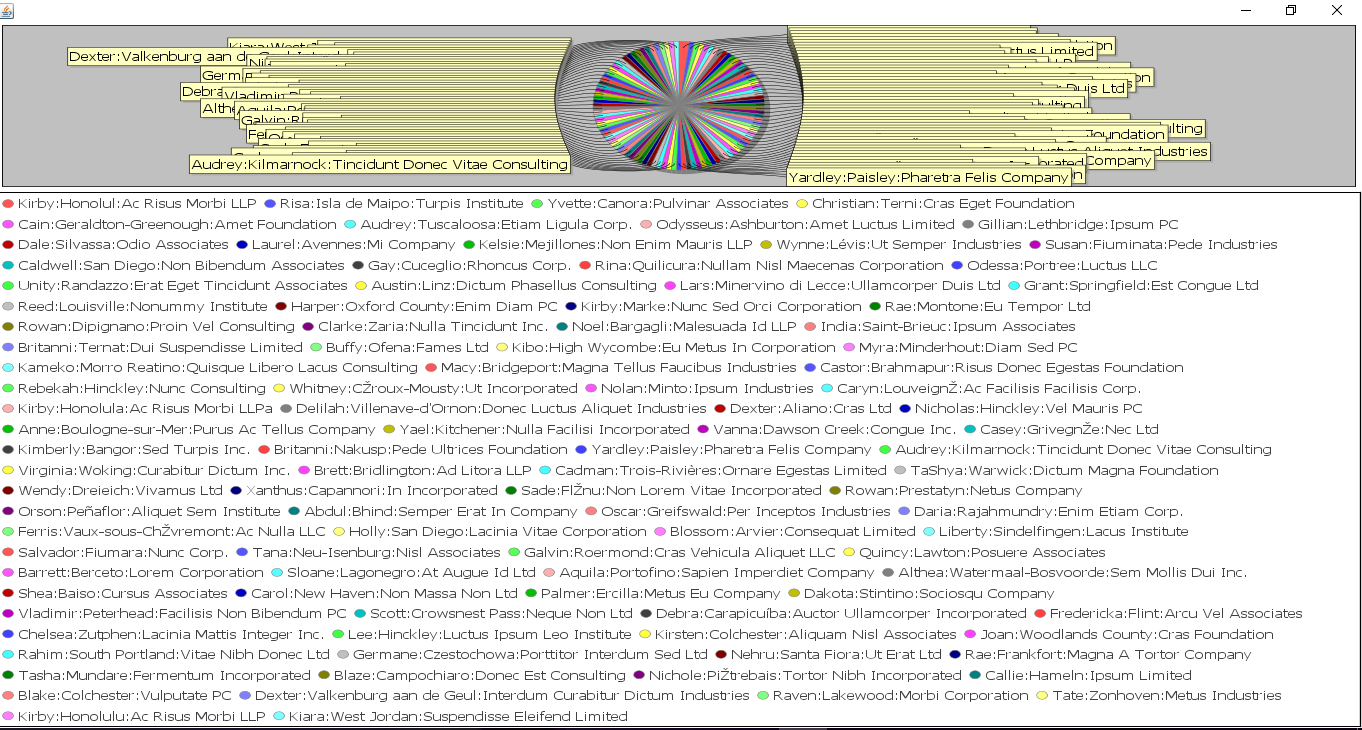 Kiara:West
Dexter:Valkenburg aan d
Germ
Debra
Vladimir:P
Althe
Aquila:Po
Galvin:R
Fe
Audrey:Kilmarnock:Tincidunt Donec Vitae Consulting
tion
ctus Limited
LLP
on
Duis Ltd
ulting
ulting
oundation
us Aliquet Industries
orated
Company
Yardley:Paisley:Pharetra Felis Company
Kirby:Honolul:Ac Risus Morbi LLP Risa:Isla de Maipo:Turpis Institute Yvette:Canora:Pulvinar Associates Christian:Terni:Cras Eget Foundation
Cain:Geraldton-Greenough:Amet Foundation Audrey:Tuscaloosa:Etiam Ligula Corp. Odysseus:Ashburton:Amet Luctus Limited Gillian:Lethbridge:Ipsum PC
Dale:Silvassa:Odio Associates Laurel:Avennes:Mi Company Kelsie:Mejillones:Non Enim Mauris LLP Wynne:Lévis:Ut Semper Industries Susan:Fiuminata:Pede Industries
Caldwell:San Diego:Non Bibendum Associates Gay:Cuceglio:Rhoncus Corp. Rina:Quilicura:Nullam Nisl Maecenas Corporation Odessa:Portree:Luctus LLC
Unity:Randazzo:Erat Eget Tincidunt Associates Austin:Linz:Dictum Phasellus Consulting Lars:Minervino di Lecce:Ullamcorper Duis Ltd Grant:Springfield:Est Congue Ltd
Reed:Louisville:Nonummy Institute Harper:Oxford County:Enim Diam PC Kirby:Marke:Nunc Sed Orci Corporation Rae:Montone:Eu Tempor Ltd
Rowan:Dipignano:Proin Vel Consulting Clarke:Zaria:Nulla Tincidunt Inc. Noel:Bargagli:Malesuada Id LLP India:Saint-Brieuc:Ipsum Associates
Britanni:Ternat:Dui Suspendisse Limited Buffy:Ofena:Fames Ltd Kibo:High Wycombe:Eu Metus In Corporation Myra:Minderhout:Diam Sed PC
Kameko:Morro Reatino:Quisque Libero Lacus Consulting Macy:Bridgeport:Magna Tellus Faucibus Industries Castor:Brahmapur:Risus Donec Egestas Foundation
Rebekah:Hinckley:Nunc Consulting Whitney:CŽroux-Mousty:Ut Incorporated Nolan:Minto:Ipsum Industries Caryn:LouveignŽ:Ac Facilisis Facilisis Corp.
Kirby:Honolula:Ac Risus Morbi LLPa Delilah:Villenave-d'Ornon:Donec Luctus Aliquet Industries Dexter:Aliano:Cras Ltd Nicholas:Hinckley:Vel Mauris PC
Anne:Boulogne-sur-Mer:Purus Ac Tellus Company Yael:Kitchener:Nulla Facilisi Incorporated Vanna:Dawson Creek:Congue Inc. Casey:GrivegnŽe:Nec Ltd
Kimberly:Bangor:Sed Turpis Inc. Britanni:Nakusp:Pede Ultrices Foundation Yardley:Paisley:Pharetra Felis Company Audrey:Kilmarnock:Tincidunt Donec Vitae Consulting
Virginia:Woking:Curabitur Dictum Inc. Brett:Bridlington:Ad Litora LLP Cadman:Trois-Rivières:Ornare Egestas Limited TaShya:Warwick:Dictum Magna Foundation
Wendy:Dreieich:Vivamus Ltd Xanthus:Capannori:In Incorporated Sade:FlŽnu:Non Lorem Vitae Incorporated Rowan:Prestatyn:Netus Company
Orson:Peñaflor:Aliquet Sem Institute Abdul:Bhind:Semper Erat In Company Oscar:Greifswald:Per Inceptos Industries Daria:Rajahmundry:Enim Etiam Corp.
Ferris:Vaux-sous-ChŽvremont:Ac Nulla LLC Holly:San Diego:Lacinia Vitae Corporation Blossom:Arvier:Consequat Limited Liberty:Sindelfingen:Lacus Institute
Salvador:Fiumara:Nunc Corp. Tana:Neu-Isenburg:Nisl Associates Galvin:Roermond:Cras Vehicula Aliquet LLC Quincy:Lawton:Posuere Associates
Barrett:Berceto:Lorem Corporation Sloane:Lagonegro:At Augue Id Ltd Aquila:Portofino:Sapien Imperdiet Company Althea:Watermaal-Bosvoorde:Sem Mollis Dui Inc.
Shea:Baiso:Cursus Associates Carol:New Haven:Non Massa Non Ltd Palmer:Ercilla:Metus Eu Company Dakota:Stintino:Sociosqu Company
Vladimir:Peterhead:Facilisis Non Bibendum PC Scott:Crowsnest Pass:Neque Non Ltd Debra:Carapicuíba:Auctor Ullamcorper Incorporated Fredericka:Flint:Arcu Vel Associates
Chelsea:Zutphen:Lacinia Mattis Integer Inc. Lee:Hinckley:Luctus Ipsum Leo Institute Kirsten:Colchester:Aliquam Nisl Associates Joan:Woodlands County:Cras Foundation
Rahim:South Portland:Vitae Nibh Donec Ltd Germane:Czestochowa:Porttitor Interdum Sed Ltd Nehru:Santa Fiora:Ut Erat Ltd Rae:Frankfort:Magna A Tortor Company
Tasha:Mundare:Fermentum Incorporated Blaze:Campochiaro:Donec Est Consulting Nichole:PiŽtrebais:Tortor Nibh Incorporated Callie:Hameln:Ipsum Limited
Blake:Colchester:Vulputate PC Dexter:Valkenburg aan de Geul:Interdum Curabitur Dictum Industries Raven:Lakewood:Morbi Corporation Tate:Zonhoven:Metus Industries
Kirby:Honolulu:Ac Risus Morbi LLP Kiara:West Jordan:Suspendisse Eleifend Limited